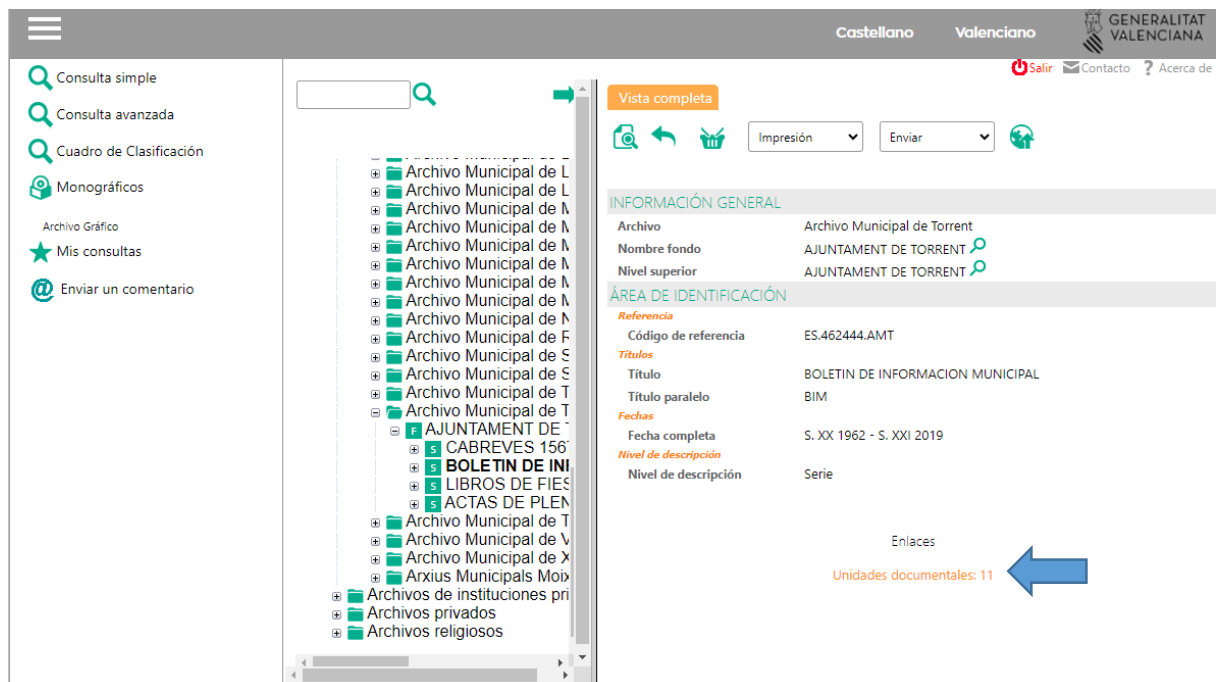 Castellano Valenciano GENERALITAT VALENCIANA
Salir Contacto ? Acerca de
Consulta simple
Consulta avanzada
Cuadro de Clasificación
Monográficos
Archivo Gráfico
Mis consultas
@ Enviar un comentario
Archivo Municipal de L
Archivo Municipal de L
Archivo Municipal de M
Archivo Municipal de M
Archivo Municipal de M
Archivo Municipal de M
Archivo Municipal de M
Archivo Municipal de M
Archivo Municipal de N
Archivo Municipal de R
Archivo Municipal de S
Archivo Municipal de S
Archivo Municipal de T
Archivo Municipal de T
F AJUNTAMENT DE T
S CABREVES 156
S BOLETIN DE IN
S LIBROS DE FIES
S ACTAS DE PLEN
Archivo Municipal de T
Archivo Municipal de V
Archivo Municipal de X
Arxius Municipals Moix
Archivos de instituciones pri
Archivos privados
Archivos religiosos
Vista completa
Impresión Enviar
INFORMACIÓN GENERAL
Archivo Archivo Municipal de Torrent
Nombre fondo AJUNTAMENT DE TORRENT
Nivel superior AJUNTAMENT DE TORRENT
ÁREA DE IDENTIFICACIÓN
Referencia
Código de referencia ES.462444.AMT
Títulos
Título BOLETIN DE INFORMACION MUNICIPAL
Título paralelo BIM
Fechas
Fecha completa S. XX 1962 - S. XXI 2019
Nivel de descripción
Nivel de descripción Serie
Enlaces
Unidades documentales: 11